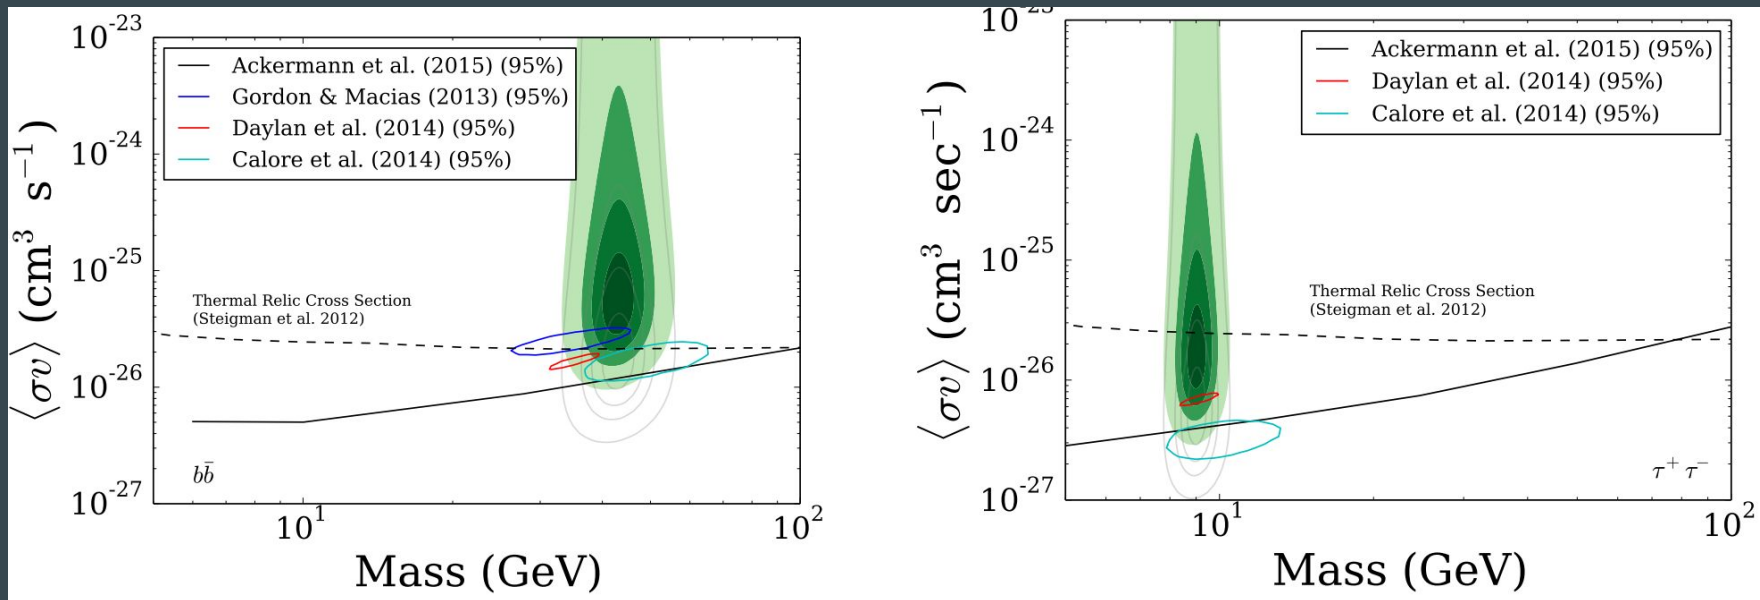 10^-23
10^-24
10^-25
10^-26
10^-27
⟨σv⟩ (cm^3 s^-1)
Ackermann et al. (2015) (95%)
Gordon & Macias (2013) (95%)
Daylan et al. (2014) (95%)
Calore et al. (2014) (95%)
Thermal Relic Cross Section
(Steigman et al. 2012)
bb̄
10^1
10^2
Mass (GeV)
10^-23
10^-24
10^-25
10^-26
10^-27
⟨σv⟩ (cm^3 sec^-1)
Ackermann et al. (2015) (95%)
Daylan et al. (2014) (95%)
Calore et al. (2014) (95%)
Thermal Relic Cross Section
(Steigman et al. 2012)
τ^+ τ^-
10^1
10^2
Mass (GeV)